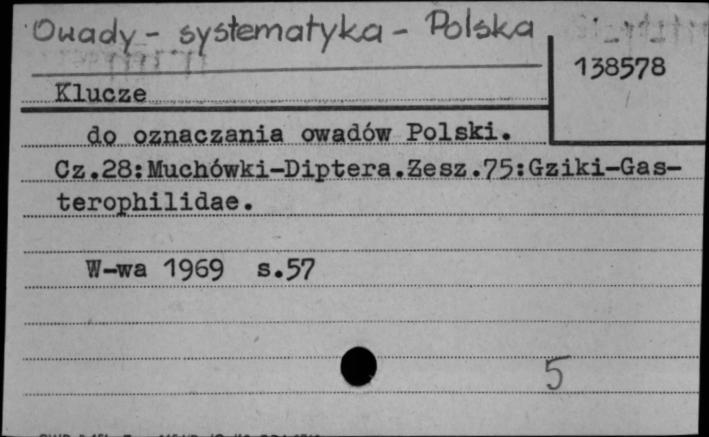 Owady - systematyka - Polska
138578
Klucze
do oznaczania owadów Polski.
Cz.28:Muchówki-Diptera.Zesz.75:Gziki-Gas-
terophilidae.
W-wa 1969 s.57
5